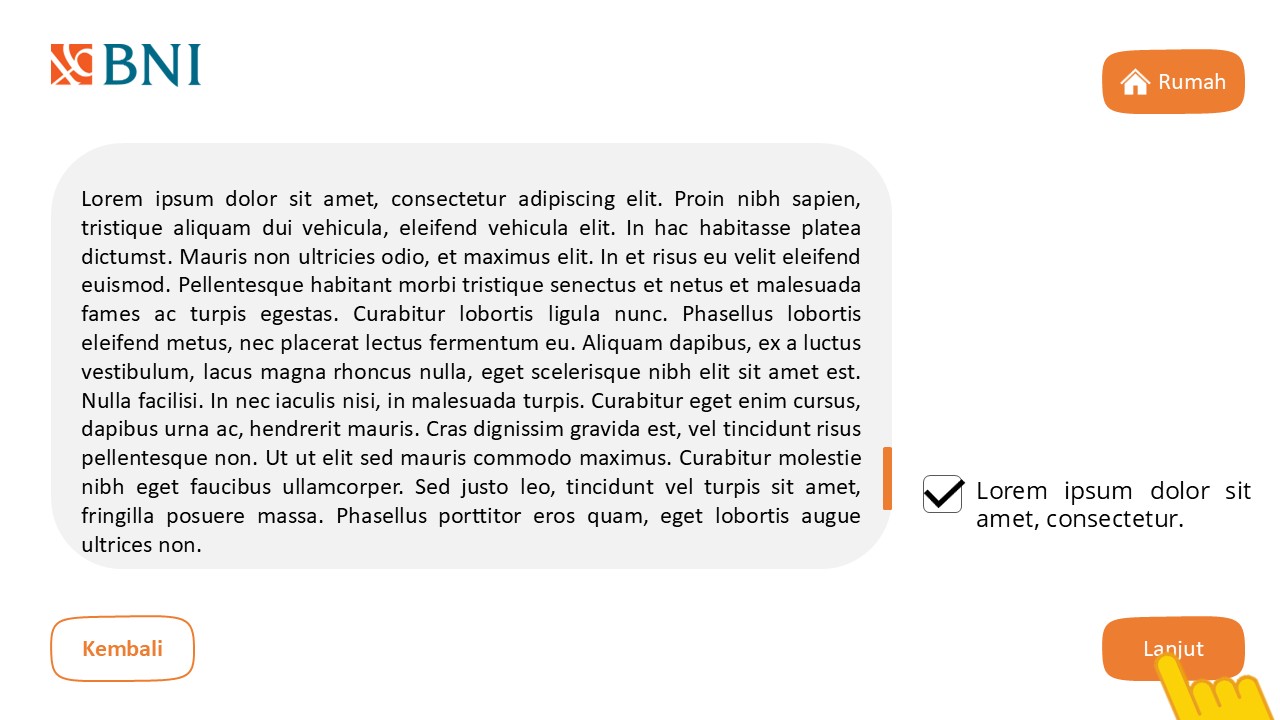 BNI
Rumah
Lorem ipsum dolor sit amet, consectetur adipiscing elit. Proin nibh sapien,
tristique aliquam dui vehicula, eleifend vehicula elit. In hac habitasse platea
dictumst. Mauris non ultricies odio, et maximus elit. In et risus eu velit eleifend
euismod. Pellentesque habitant morbi tristique senectus et netus et malesuada
fames ac turpis egestas. Curabitur lobortis ligula nunc. Phasellus lobortis
eleifend metus, nec placerat lectus fermentum eu. Aliquam dapibus, ex a luctus
vestibulum, lacus magna rhoncus nulla, eget scelerisque nibh elit sit amet est.
Nulla facilisi. In nec iaculis nisi, in malesuada turpis. Curabitur eget enim cursus,
dapibus urna ac, hendrerit mauris. Cras dignissim gravida est, vel tincidunt risus
pellentesque non. Ut ut elit sed mauris commodo maximus. Curabitur molestie
nibh eget faucibus ullamcorper. Sed justo leo, tincidunt vel turpis sit amet,
fringilla posuere massa. Phasellus porttitor eros quam, eget lobortis augue
ultrices non.
Lorem ipsum dolor sit
amet, consectetur.
Kembali
Lanjut